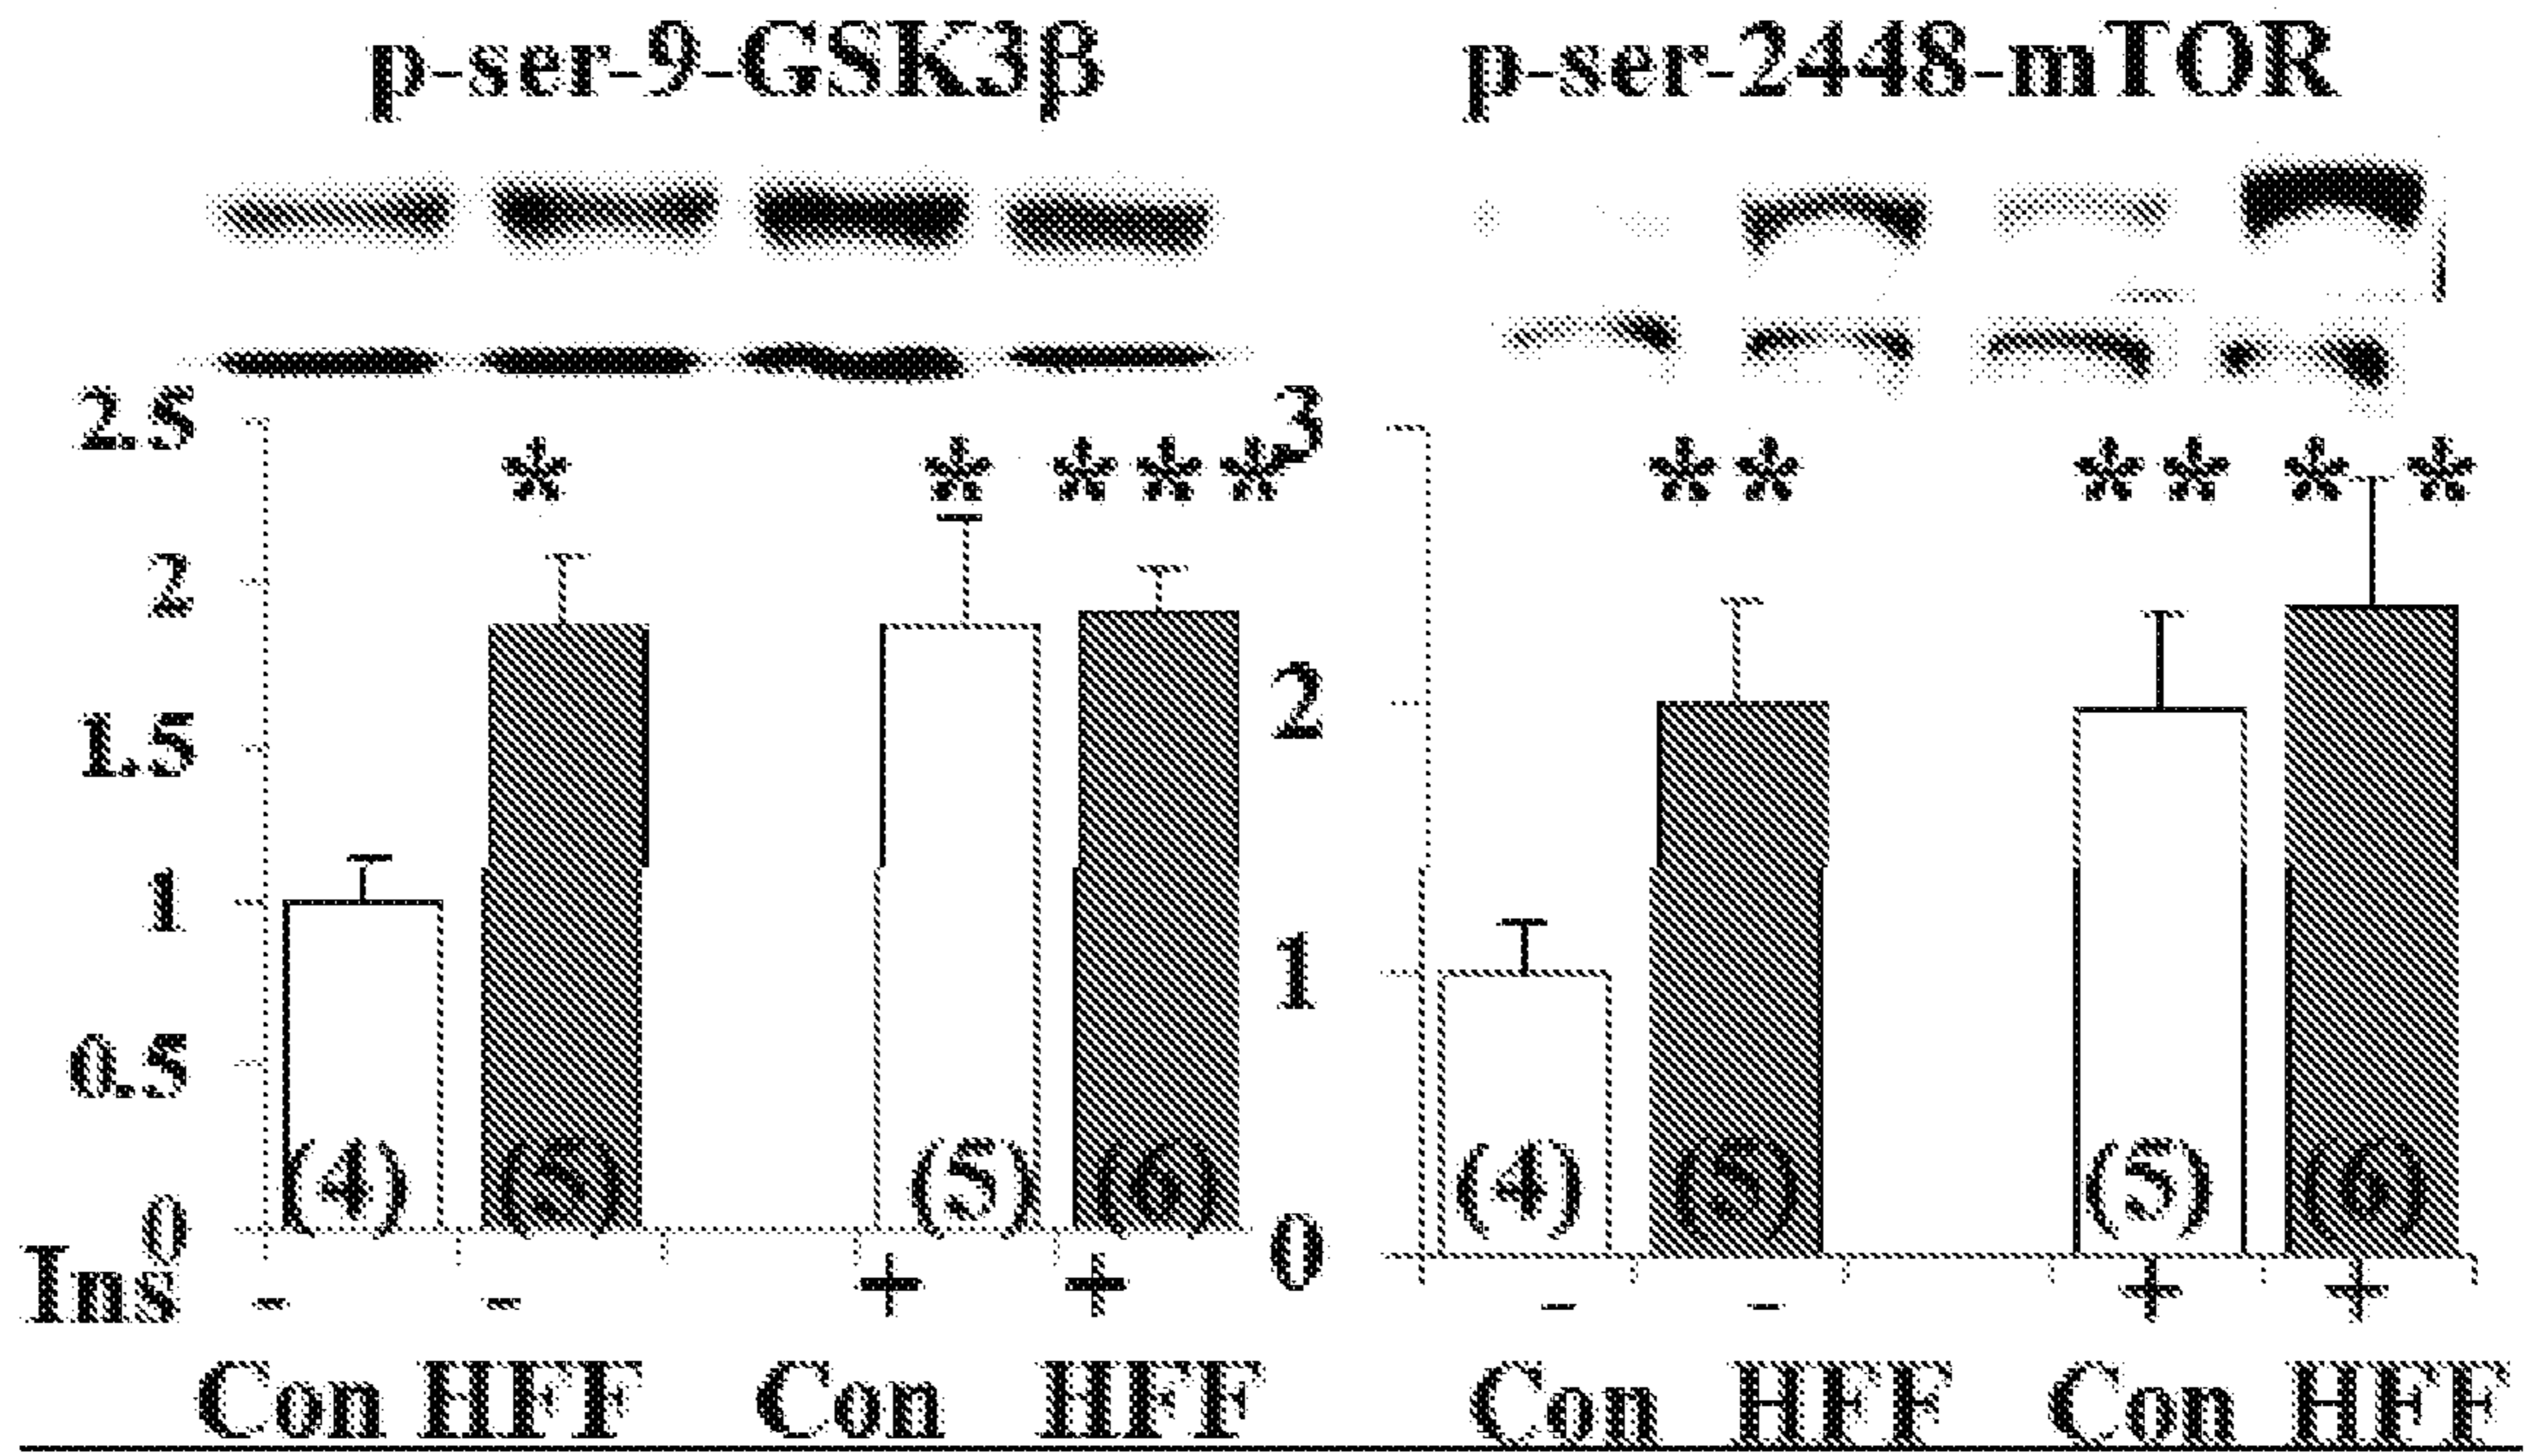 p-ser-9-GSK3β p-ser-2448-mTOR
2.5 * * *** 3 ** ** **
2
1.5 2
1 1
0.5
(4) (5) (5) (6) (4) (5) (5) (6)
0 0
Ins - - + + - - + +
Con HFF Con HFF Con HFF Con HFF